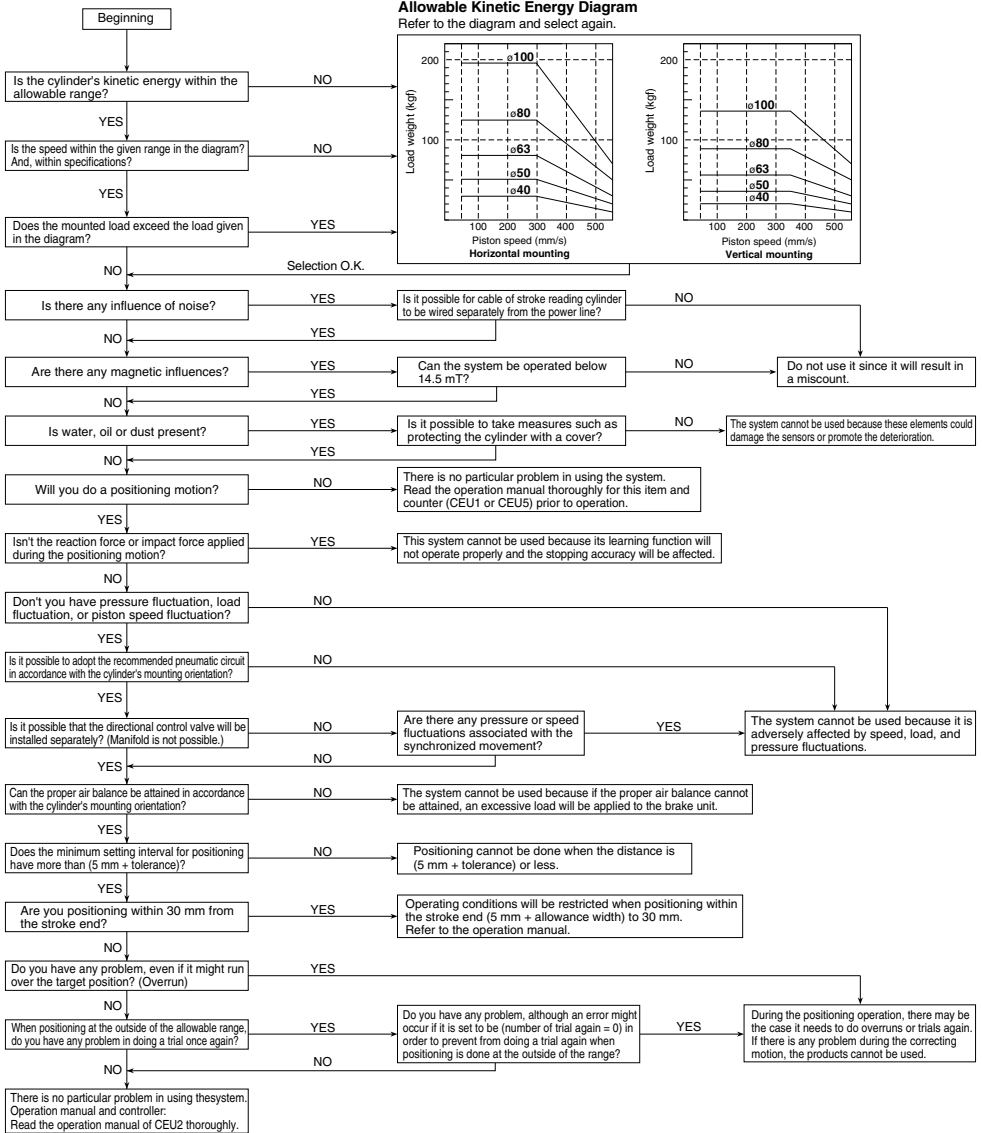 Beginning
Allowable Kinetic Energy Diagram
Refer to the diagram and select again.
Is the cylinder's kinetic energy within the
allowable range?
NO
YES
Is the speed within the given range in the diagram?
And, within specifications?
NO
YES
Does the mounted load exceed the load given
in the diagram?
YES
NO
Load weight (kgf)
200
100
ø100
ø80
ø63
ø50
ø40
100 200 300 400 500
Piston speed (mm/s)
Horizontal mounting
Load weight (kgf)
200
100
ø100
ø80
ø63
ø50
ø40
100 200 300 400 500
Piston speed (mm/s)
Vertical mounting
Selection O.K.
Is there any influence of noise?
YES
Is it possible for cable of stroke reading cylinder
to be wired separately from the power line?
NO
YES
NO
Are there any magnetic influences?
YES
Can the system be operated below
14.5 mT?
NO
Do not use it since it will result in
a miscount.
YES
NO
Is water, oil or dust present?
YES
Is it possible to take measures such as
protecting the cylinder with a cover?
NO
The system cannot be used because these elements could
damage the sensors or promote the deterioration.
YES
NO
Will you do a positioning motion?
NO
There is no particular problem in using the system.
Read the operation manual thoroughly for this item and
counter (CEU1 or CEU5) prior to operation.
YES
Isn't the reaction force or impact force applied
during the positioning motion?
YES
This system cannot be used because its learning function will
not operate properly and the stopping accuracy will be affected.
NO
Don't you have pressure fluctuation, load
fluctuation, or piston speed fluctuation?
NO
YES
Is it possible to adopt the recommended pneumatic circuit
in accordance with the cylinder's mounting orientation?
NO
YES
Is it possible that the directional control valve will be
installed separately? (Manifold is not possible.)
NO
Are there any pressure or speed
fluctuations associated with the
synchronized movement?
YES
The system cannot be used because it is
adversely affected by speed, load, and
pressure fluctuations.
NO
YES
Can the proper air balance be attained in accordance
with the cylinder's mounting orientation?
NO
The system cannot be used because if the proper air balance cannot
be attained, an excessive load will be applied to the brake unit.
YES
Does the minimum setting interval for positioning
have more than (5 mm + tolerance)?
NO
Positioning cannot be done when the distance is
(5 mm + tolerance) or less.
YES
Are you positioning within 30 mm from
the stroke end?
YES
Operating conditions will be restricted when positioning within
the stroke end (5 mm + allowance width) to 30 mm.
Refer to the operation manual.
NO
Do you have any problem, even if it might run
over the target position? (Overrun)
YES
NO
When positioning at the outside of the allowable range,
do you have any problem in doing a trial once again?
YES
Do you have any problem, although an error might
occur if it is set to be (number of trial again = 0) in
order to prevent from doing a trial again when
positioning is done at the outside of the range?
YES
During the positioning operation, there may be
the case it needs to do overruns or trials again.
If there is any problem during the correcting
motion, the products cannot be used.
NO
NO
There is no particular problem in using thesystem.
Operation manual and controller:
Read the operation manual of CEU2 thoroughly.